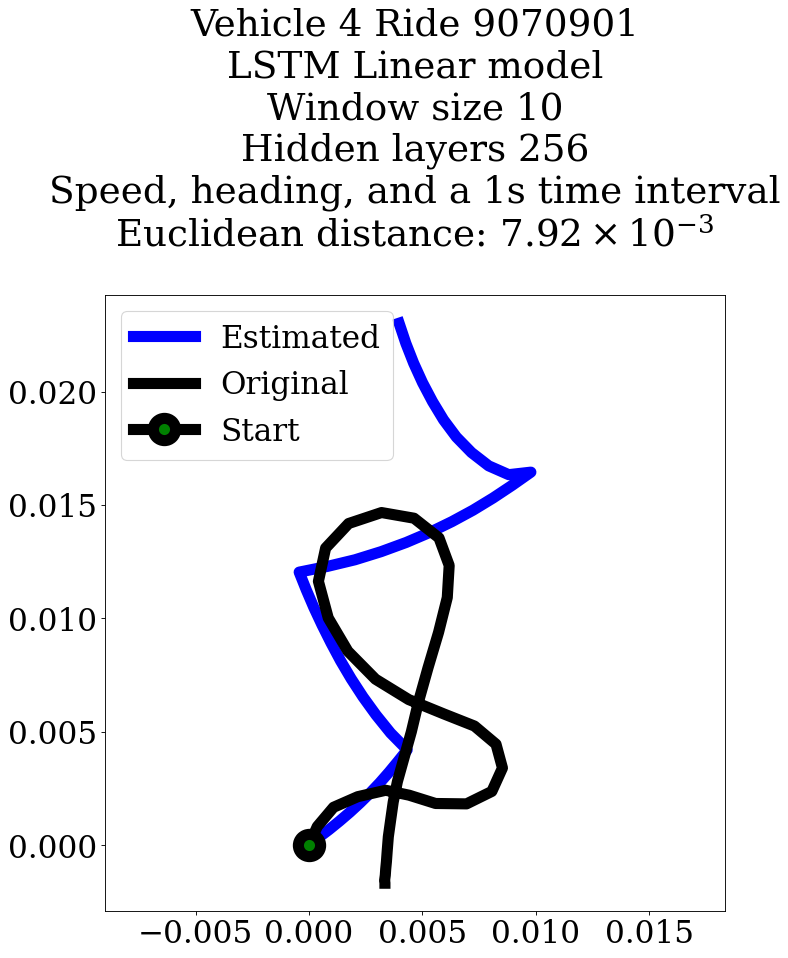 Vehicle 4 Ride 9070901
LSTM Linear model
Window size 10
Hidden layers 256
Speed, heading, and a 1s time interval
Euclidean distance: 7.92 × 10⁻³
Estimated
Original
Start
0.020
0.015
0.010
0.005
0.000
−0.005 0.000 0.005 0.010 0.015